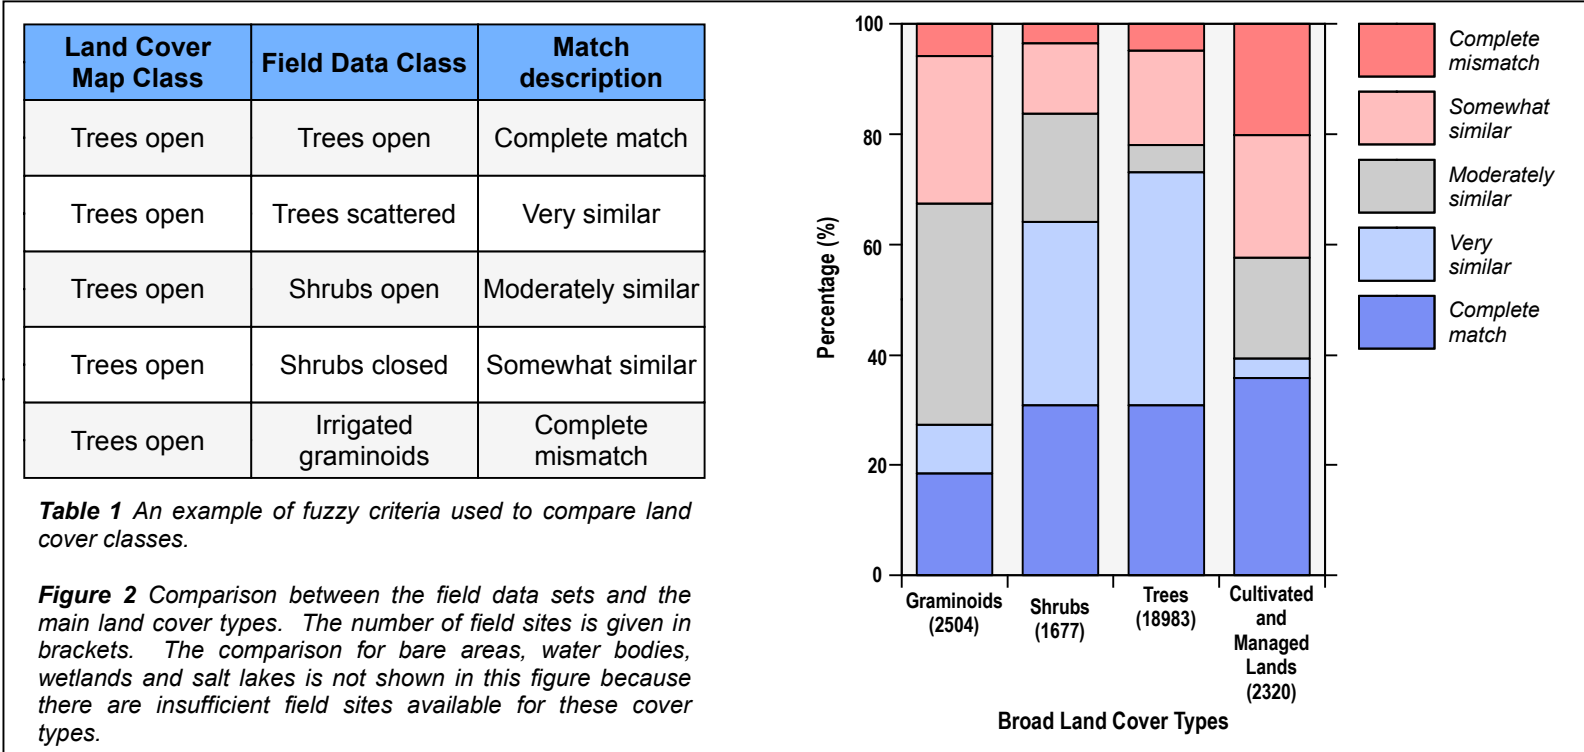 Land Cover
Map Class
Field Data Class
Match
description
Trees open
Trees open
Complete match
Trees open
Trees scattered
Very similar
Trees open
Shrubs open
Moderately similar
Trees open
Shrubs closed
Somewhat similar
Trees open
Irrigated
graminoids
Complete
mismatch
Table 1 An example of fuzzy criteria used to compare land
cover classes.
Figure 2 Comparison between the field data sets and the
main land cover types. The number of field sites is given in
brackets. The comparison for bare areas, water bodies,
wetlands and salt lakes is not shown in this figure because
there are insufficient field sites available for these cover
types.
Percentage (%)
100
80
60
40
20
0
Graminoids
(2504)
Shrubs
(1677)
Trees
(18983)
Cultivated
and
Managed
Lands
(2320)
Broad Land Cover Types
Complete
mismatch
Somewhat
similar
Moderately
similar
Very
similar
Complete
match